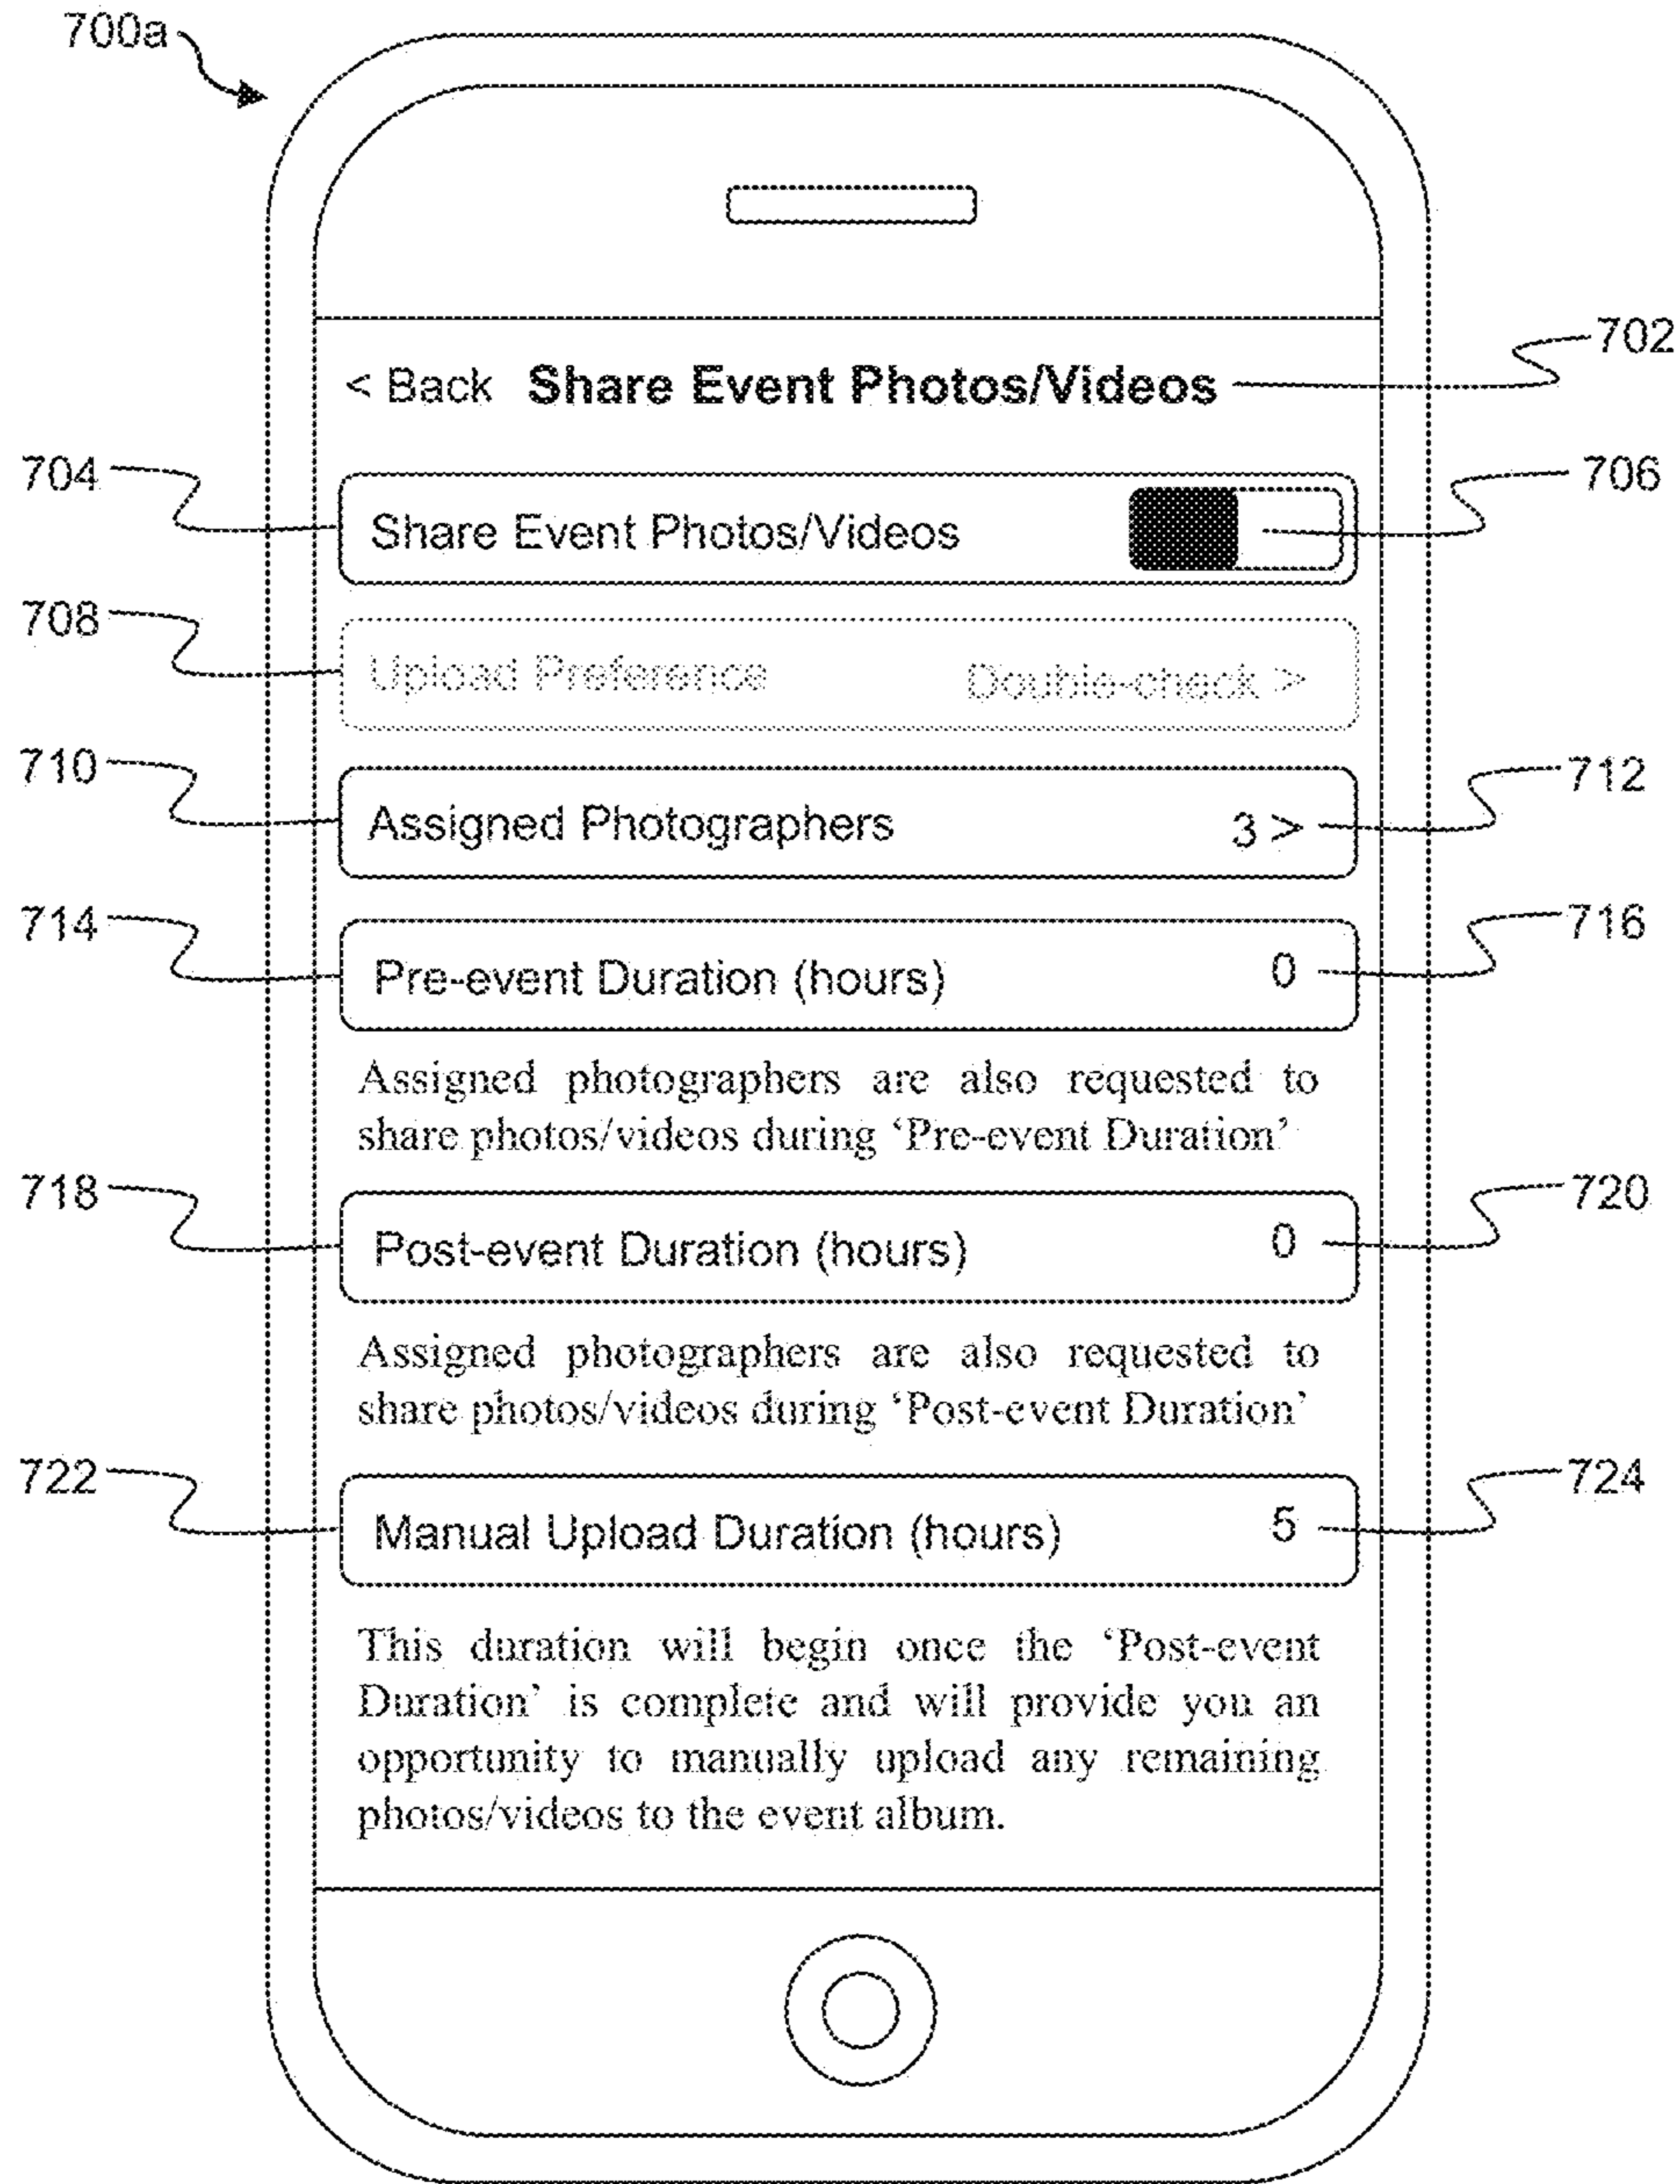 700a
< Back Share Event Photos/Videos 702
704 Share Event Photos/Videos 706
708 Upload Preference Double-check >
710 Assigned Photographers 3 > 712
714 Pre-event Duration (hours) 0 716
Assigned photographers are also requested to
share photos/videos during ‘Pre-event Duration’
718 Post-event Duration (hours) 0 720
Assigned photographers are also requested to
share photos/videos during ‘Post-event Duration’
722 Manual Upload Duration (hours) 5 724
This duration will begin once the ‘Post-event
Duration’ is complete and will provide you an
opportunity to manually upload any remaining
photos/videos to the event album.